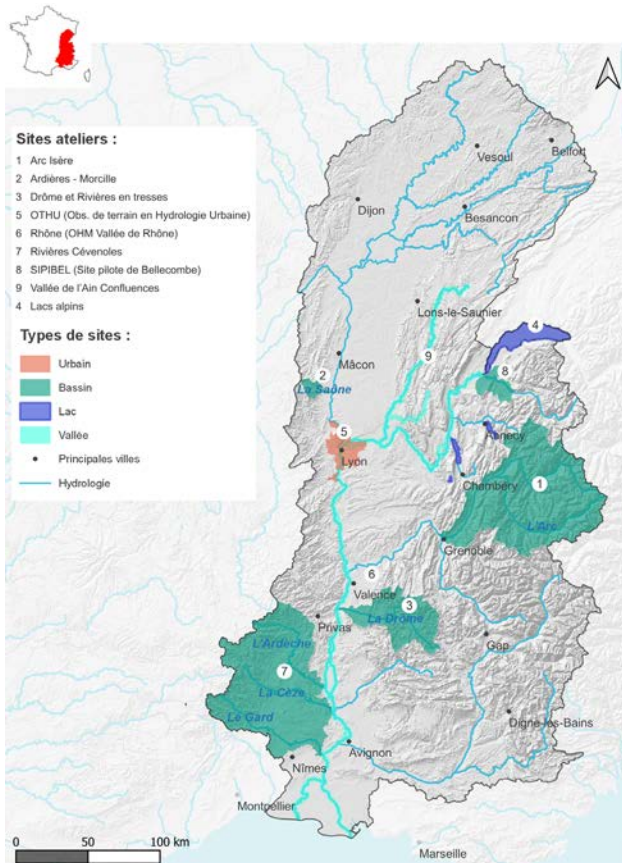 Sites ateliers :
1 Arc Isère
2 Ardières - Morcille
3 Drôme et Rivières en tresses
5 OTHU (Obs. de terrain en Hydrologie Urbaine)
6 Rhône (OHM Vallée de Rhône)
7 Rivières Cévenoles
8 SIPIBEL (Site pilote de Bellecombe)
9 Vallée de l'Ain Confluences
4 Lacs alpins
Types de sites :
Urbain
Bassin
Lac
Vallée
Principales villes
Hydrologie
Vesoul
Belfort
Dijon
Besancon
Lons-le-Saunier
4
Mâcon
9
8
2
La Saône
5
Annecy
Lyon
Chambéry
1
L'Arc
Grenoble
6
Valence
3
Privas
La Drôme
Gap
L'Ardèche
7
La Cèze
Le Gard
Digne-les-Bains
Avignon
Nîmes
Montpellier
Marseille
0 50 100 km